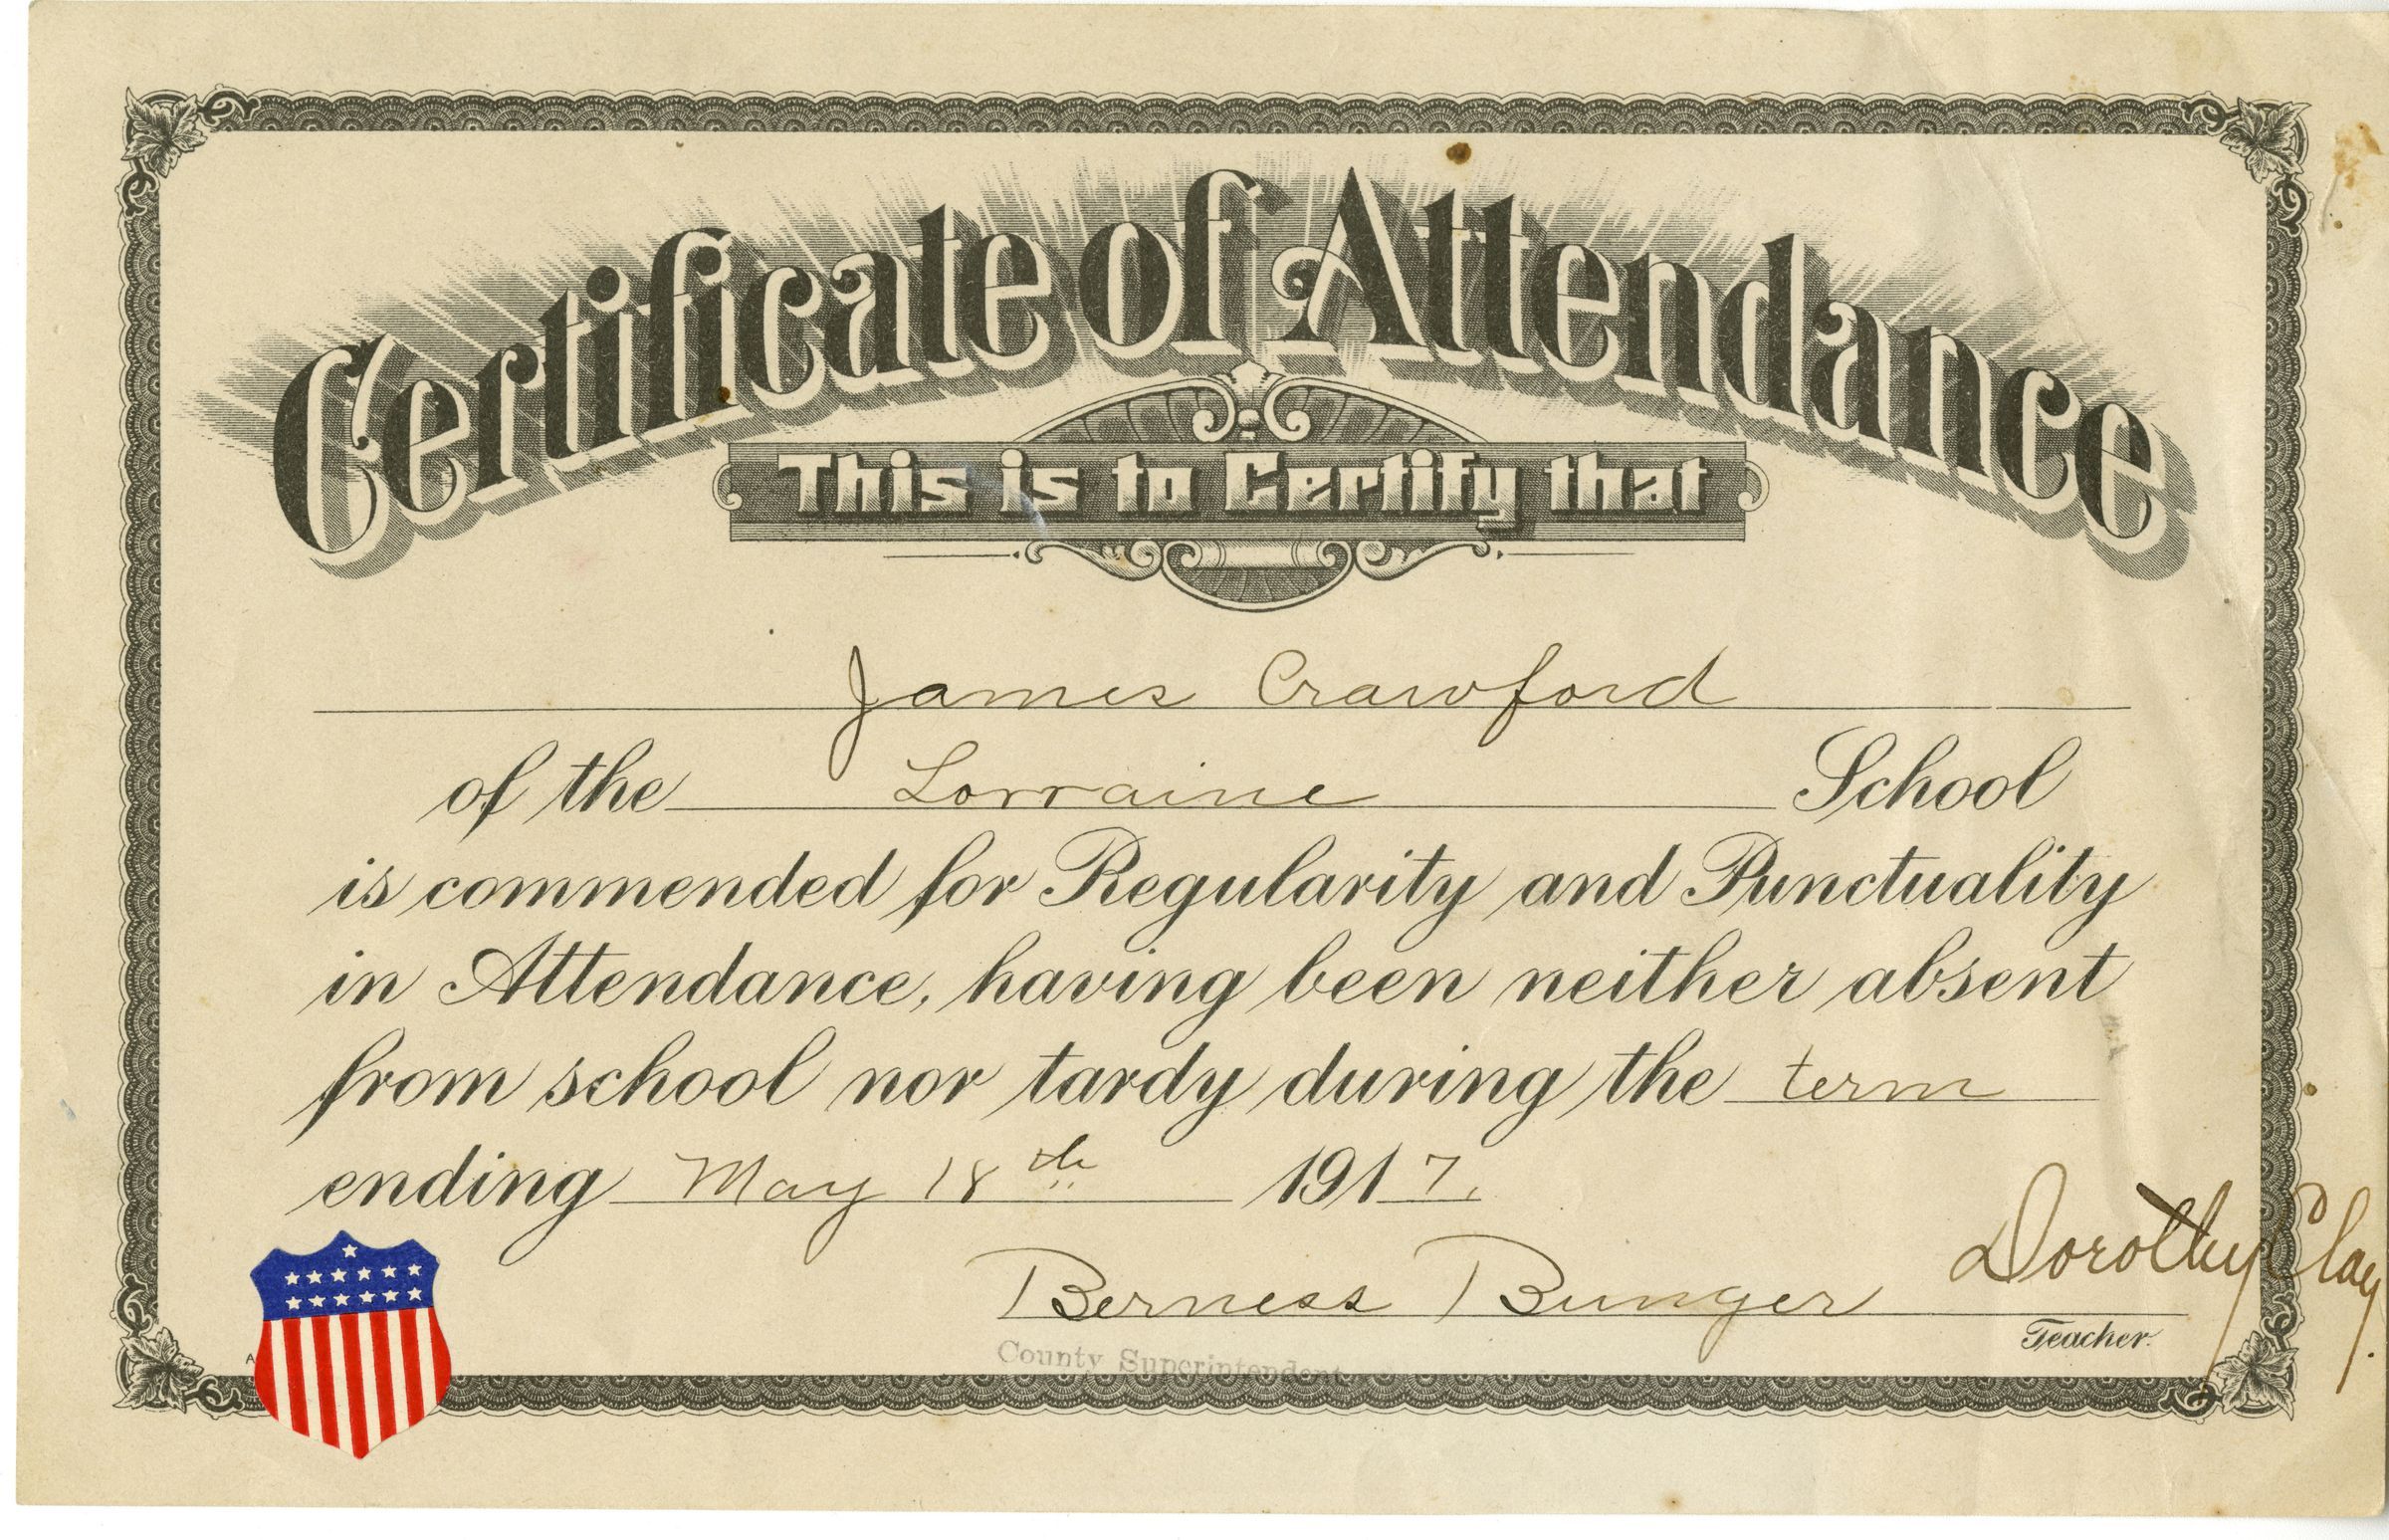 Certificate of Attendance
This is to Certify that
James Crawford
of the Lorraine School
is commended for Regularity and Punctuality
in Attendance, having been neither absent
from school nor tardy during the term
ending May 18th 1917.
Dorothy Clay.
Berness Bunger
Teacher.
County Superintendent